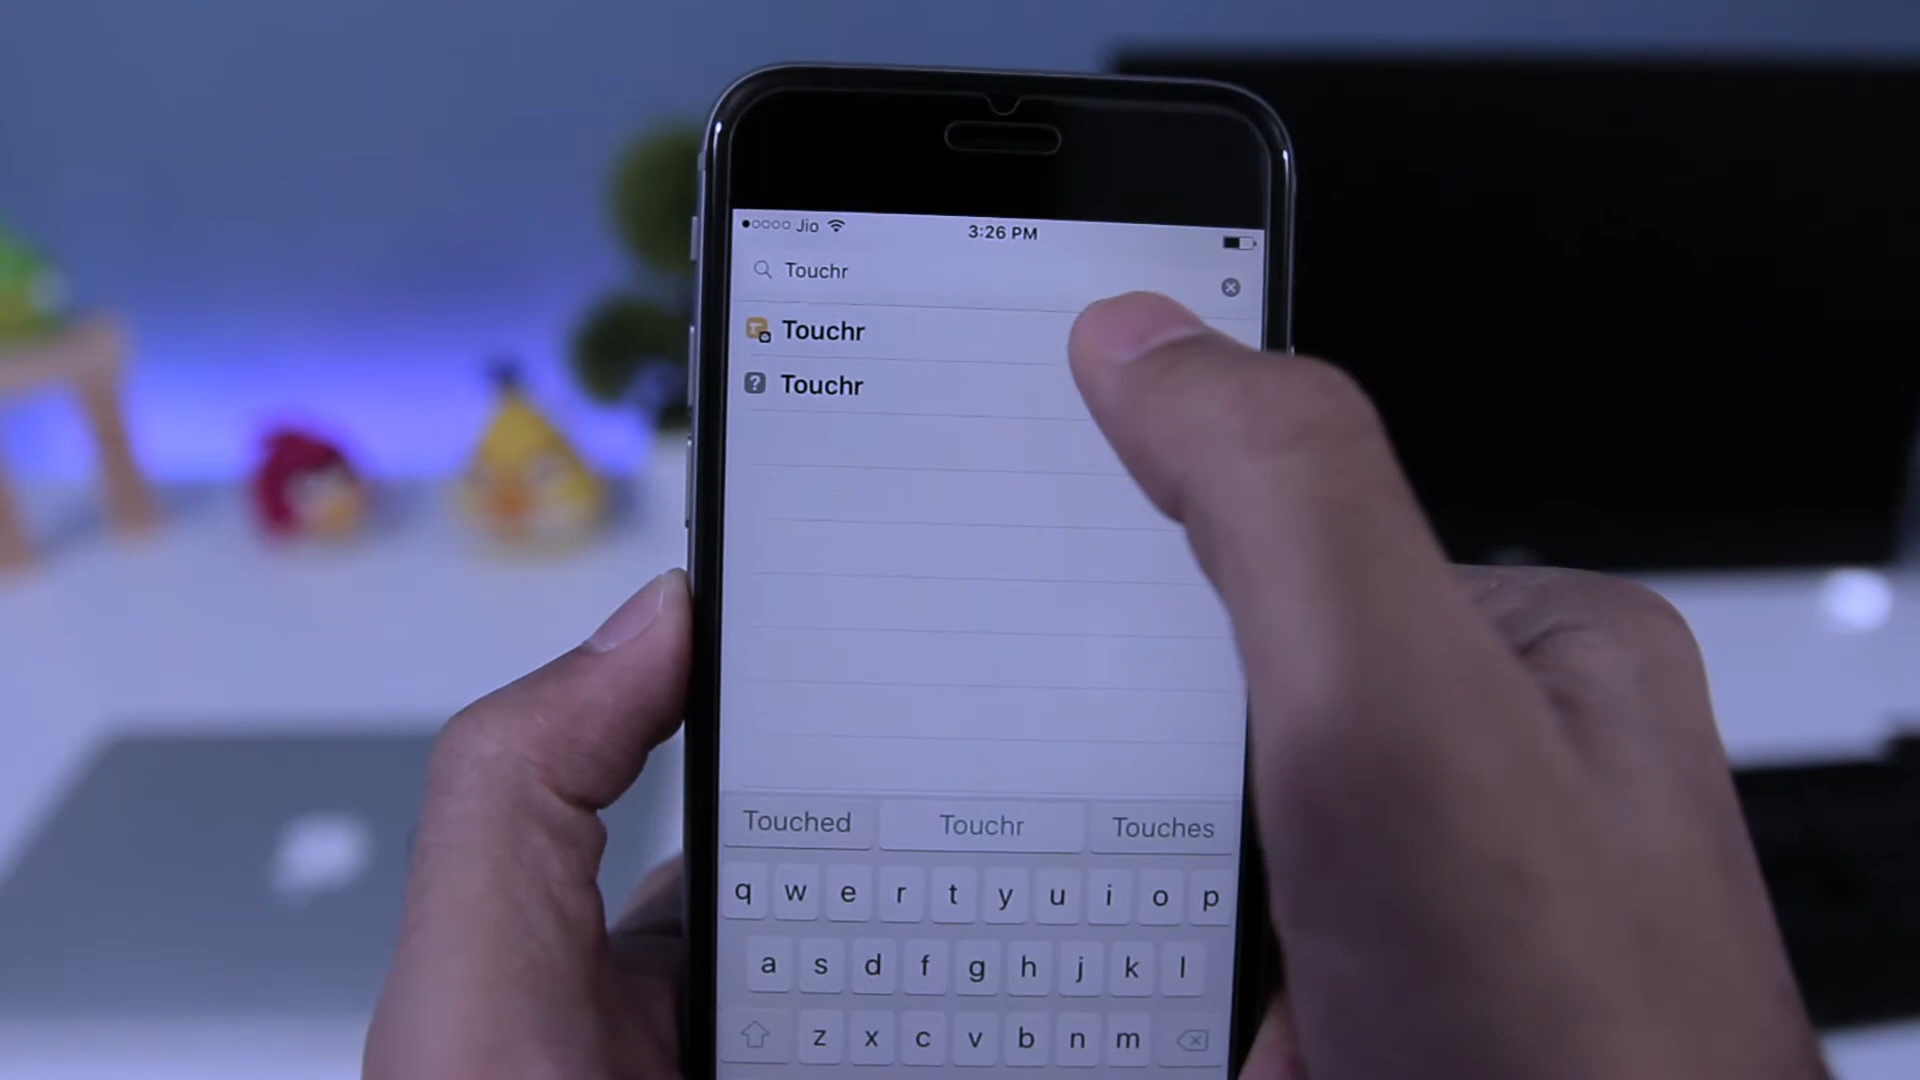 Jio 3:26 PM
Touchr
Touchr
? Touchr
Touched Touchr Touches
q w e r t y u i o p
a s d f g h j k l
z x c v b n m